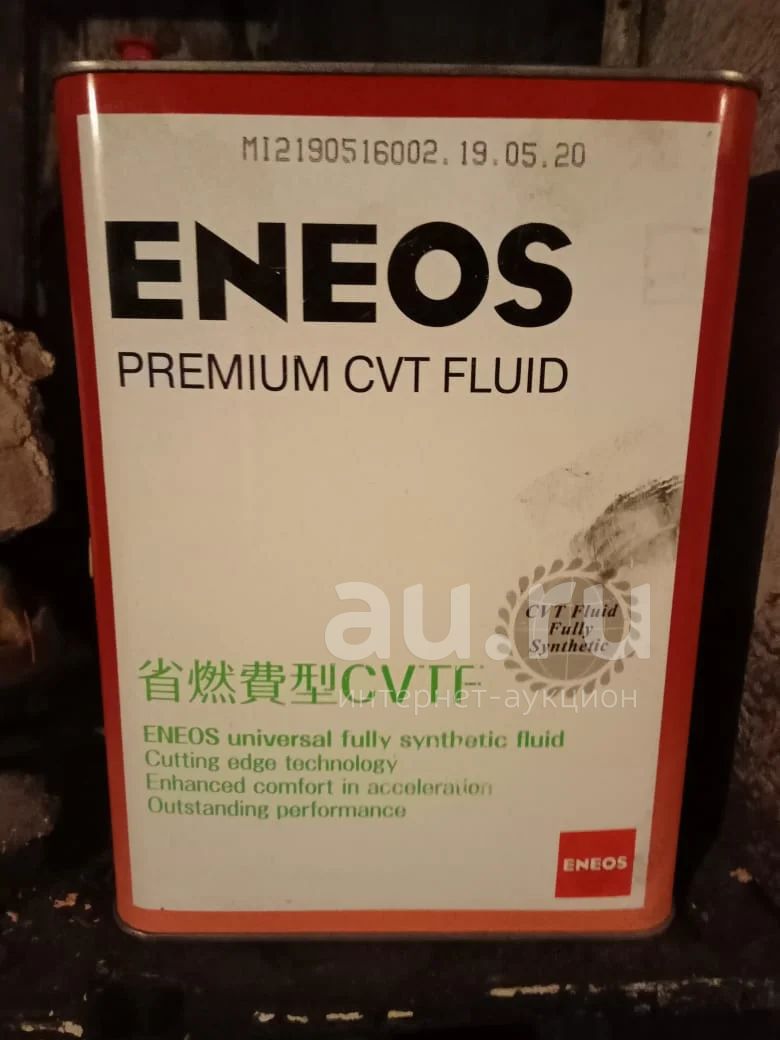 MI2190516002.19.05.20
ENEOS
PREMIUM CVT FLUID
CVT Fluid
Fully
Synthetic
au.ru
интернет-аукцион
省燃費型CVTF
ENEOS universal fully synthetic fluid
Cutting edge technology
Enhanced comfort in acceleration
Outstanding performance
ENEOS